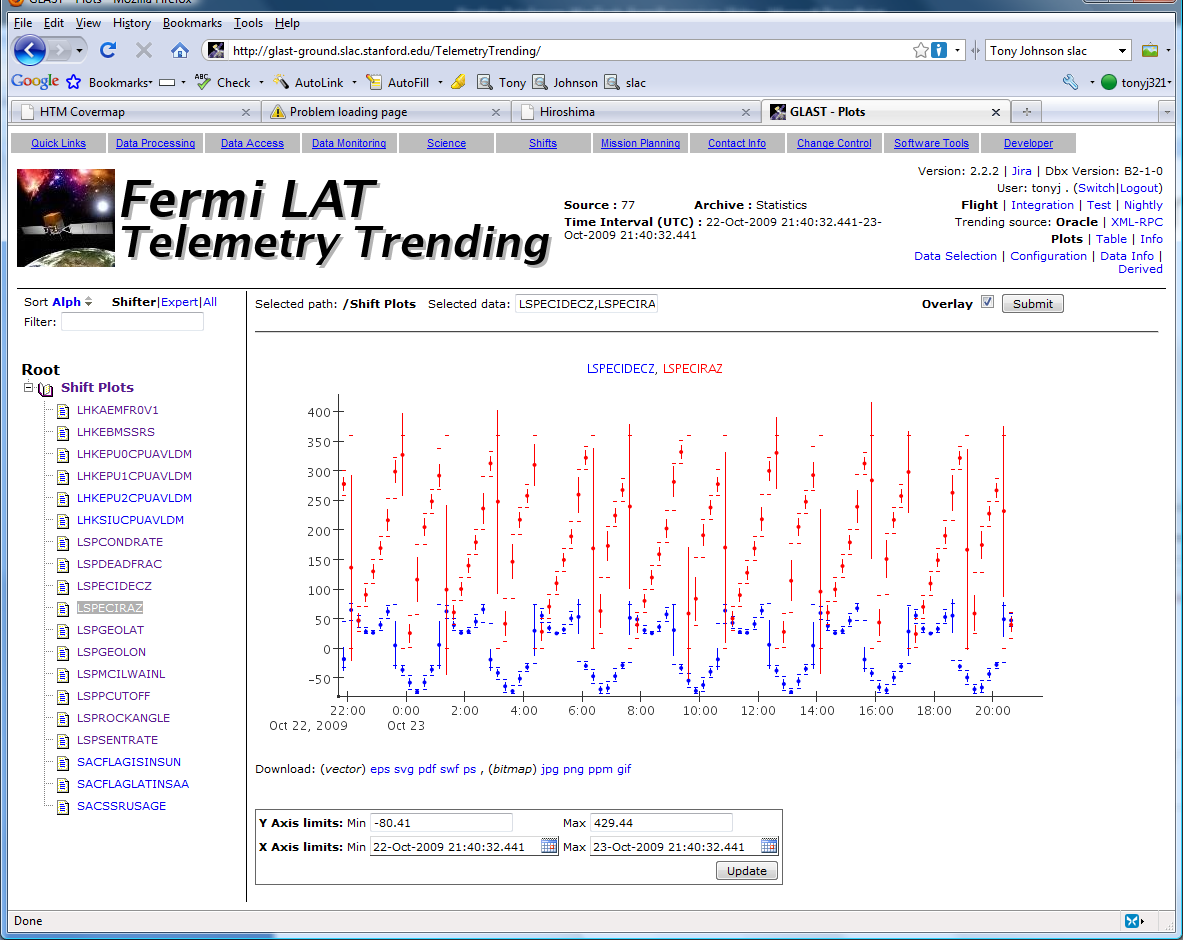 GLAST - Plots - Mozilla Firefox
File Edit View History Bookmarks Tools Help
http://glast-ground.slac.stanford.edu/TelemetryTrending/
Tony Johnson slac
Google Bookmarks Check AutoLink AutoFill Tony Johnson slac tonyj321
HTM Covermap Problem loading page Hiroshima GLAST - Plots
Quick Links Data Processing Data Access Data Monitoring Science Shifts Mission Planning Contact Info Change Control Software Tools Developer
Fermi LAT
Telemetry Trending
Source : 77 Archive : Statistics
Time Interval (UTC) : 22-Oct-2009 21:40:32.441-23-
Oct-2009 21:40:32.441
Version: 2.2.2 | Jira | Dbx Version: B2-1-0
User: tonyj . (Switch|Logout)
Flight | Integration | Test | Nightly
Trending source: Oracle | XML-RPC
Plots | Table | Info
Data Selection | Configuration | Data Info |
Derived
Sort Alph Shifter|Expert|All
Filter:
Root
Shift Plots
LHKAEMFR0V1
LHKEBMSSRS
LHKEPU0CPUAVLDM
LHKEPU1CPUAVLDM
LHKEPU2CPUAVLDM
LHKSIUCPUAVLDM
LSPCONDRATE
LSPDEADFRAC
LSPECIDECZ
LSPECIRAZ
LSPGEOLAT
LSPGEOLON
LSPMCILWAINL
LSPPCUTOFF
LSPROCKANGLE
LSPSENTRATE
SACFLAGISINSUN
SACFLAGLATINSAA
SACSSRUSAGE
Selected path: /Shift Plots Selected data: LSPECIDECZ,LSPECIRA Overlay Submit
LSPECIDECZ, LSPECIRAZ
400
350
300
250
200
150
100
50
0
-50
22:00 0:00 2:00 4:00 6:00 8:00 10:00 12:00 14:00 16:00 18:00 20:00
Oct 22, 2009 Oct 23
Download: (vector) eps svg pdf swf ps , (bitmap) jpg png ppm gif
Y Axis limits: Min -80.41 Max 429.44
X Axis limits: Min 22-Oct-2009 21:40:32.441 Max 23-Oct-2009 21:40:32.441
Update
Done